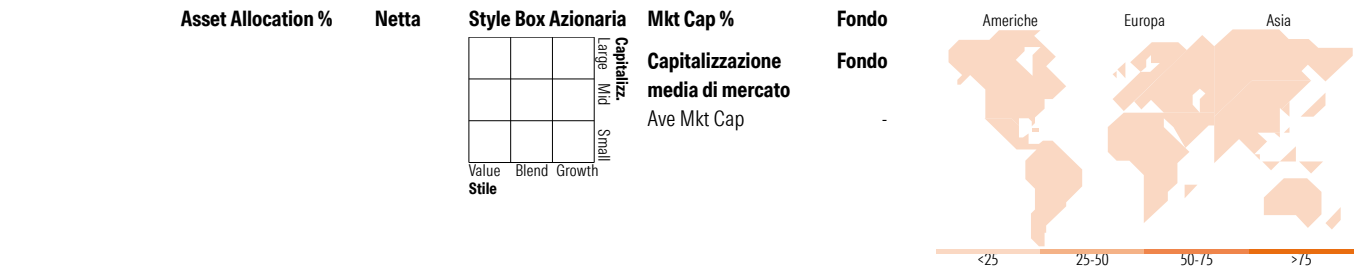 Asset Allocation % Netta
Style Box Azionaria
Capitalizz.
Large Mid Small
Value Blend Growth
Stile
Mkt Cap % Fondo
Capitalizzazione Fondo
media di mercato
Ave Mkt Cap -
Americhe Europa Asia
<25 25-50 50-75 >75